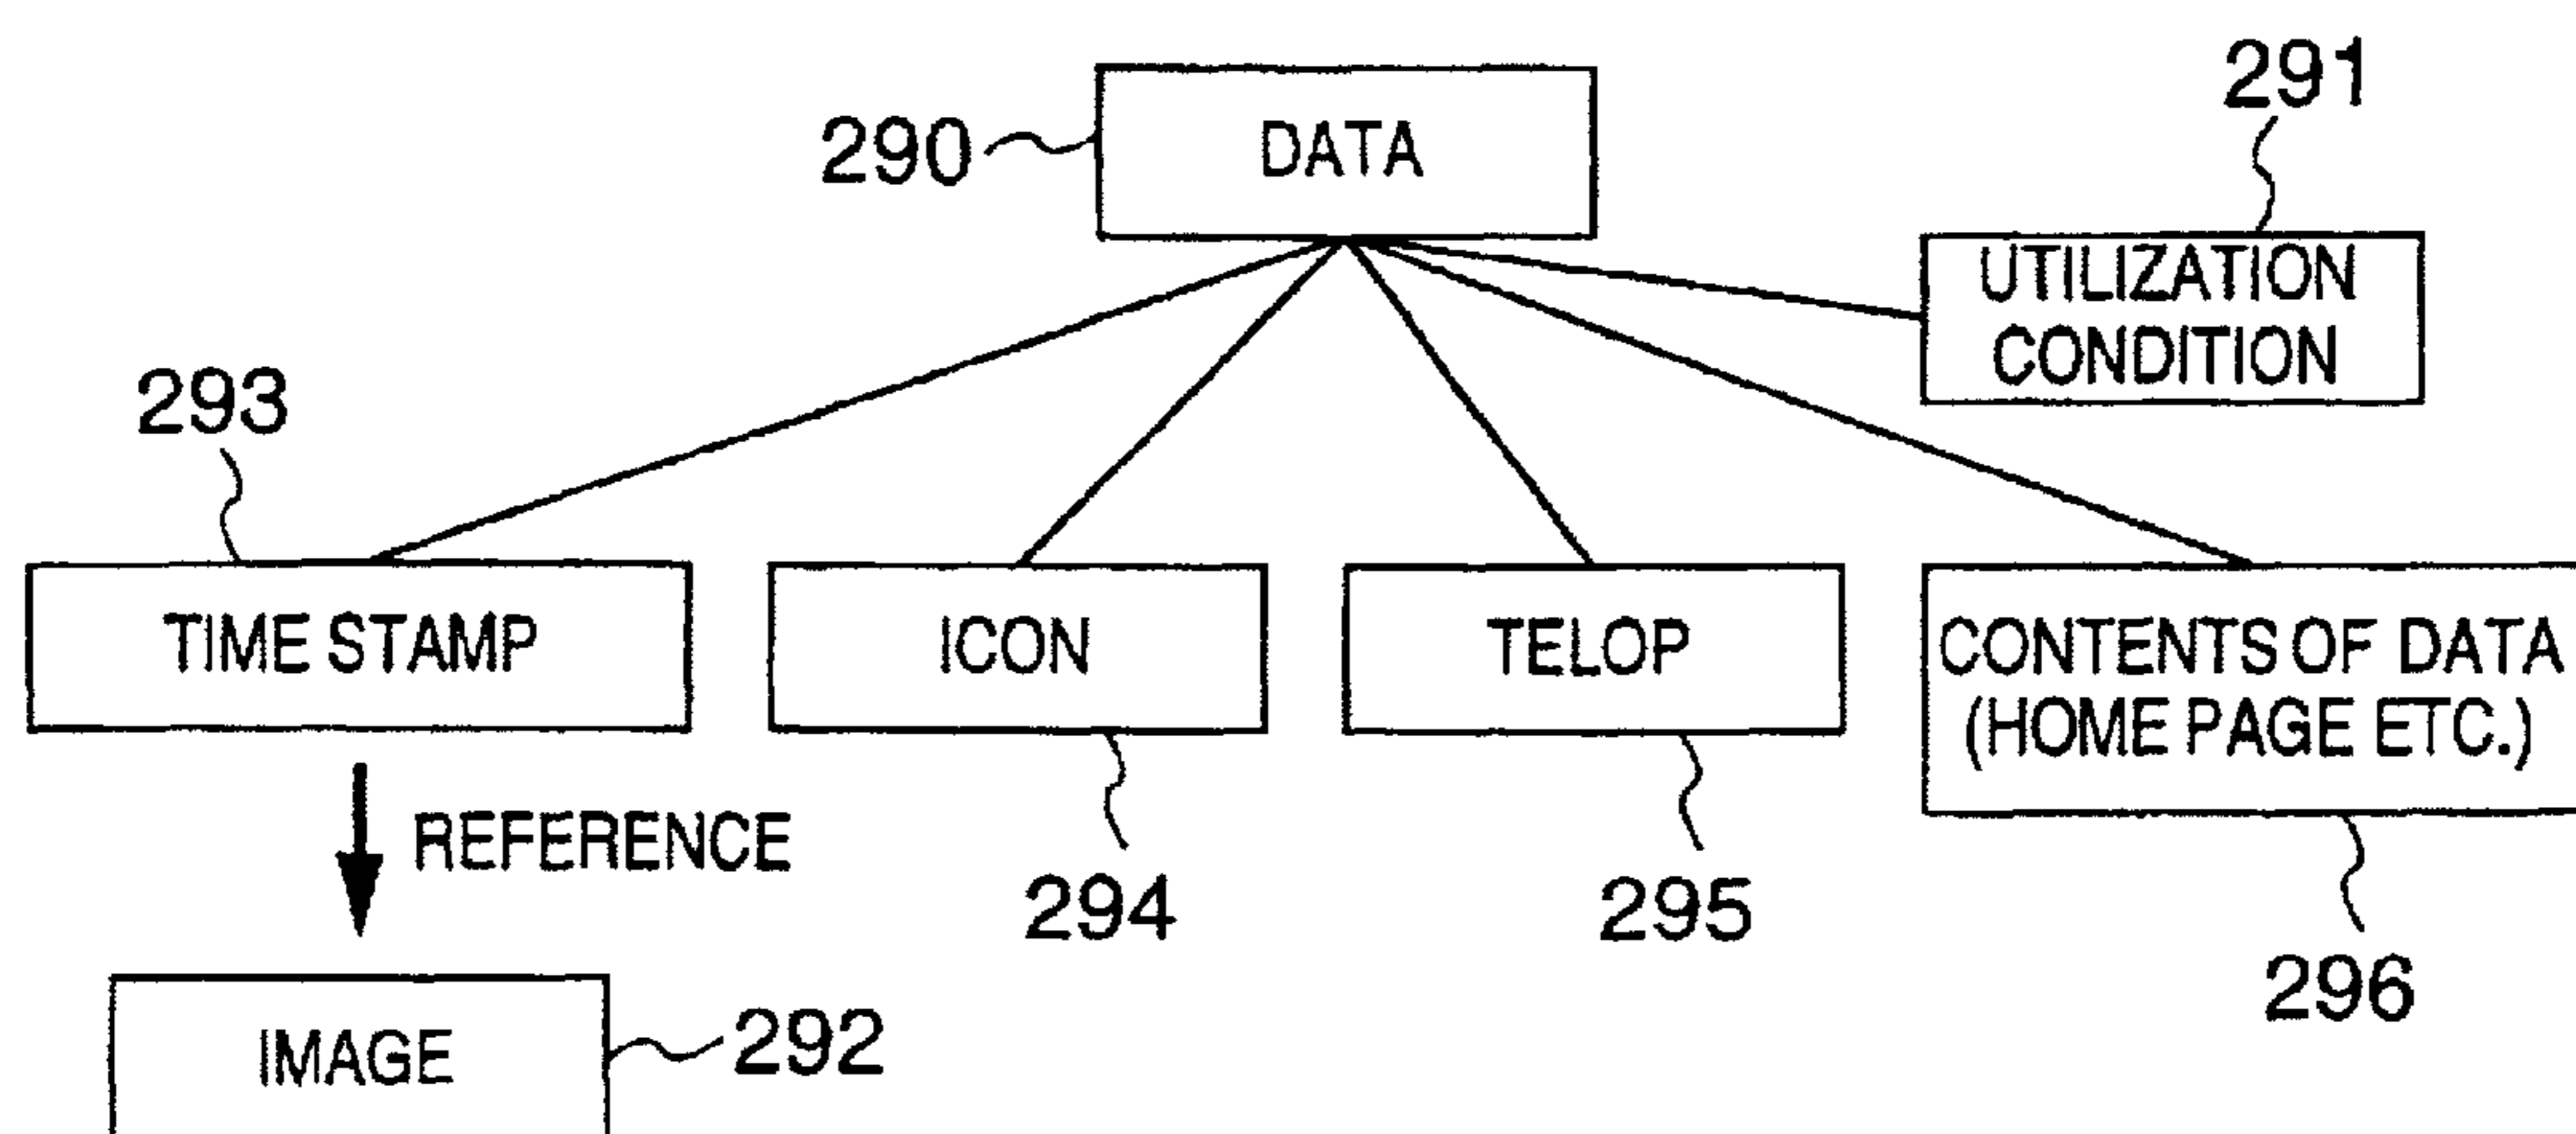 291
290
DATA
UTILIZATION
CONDITION
293
TIME STAMP
ICON
TELOP
CONTENTS OF DATA
(HOME PAGE ETC.)
REFERENCE
294
295
296
IMAGE
292